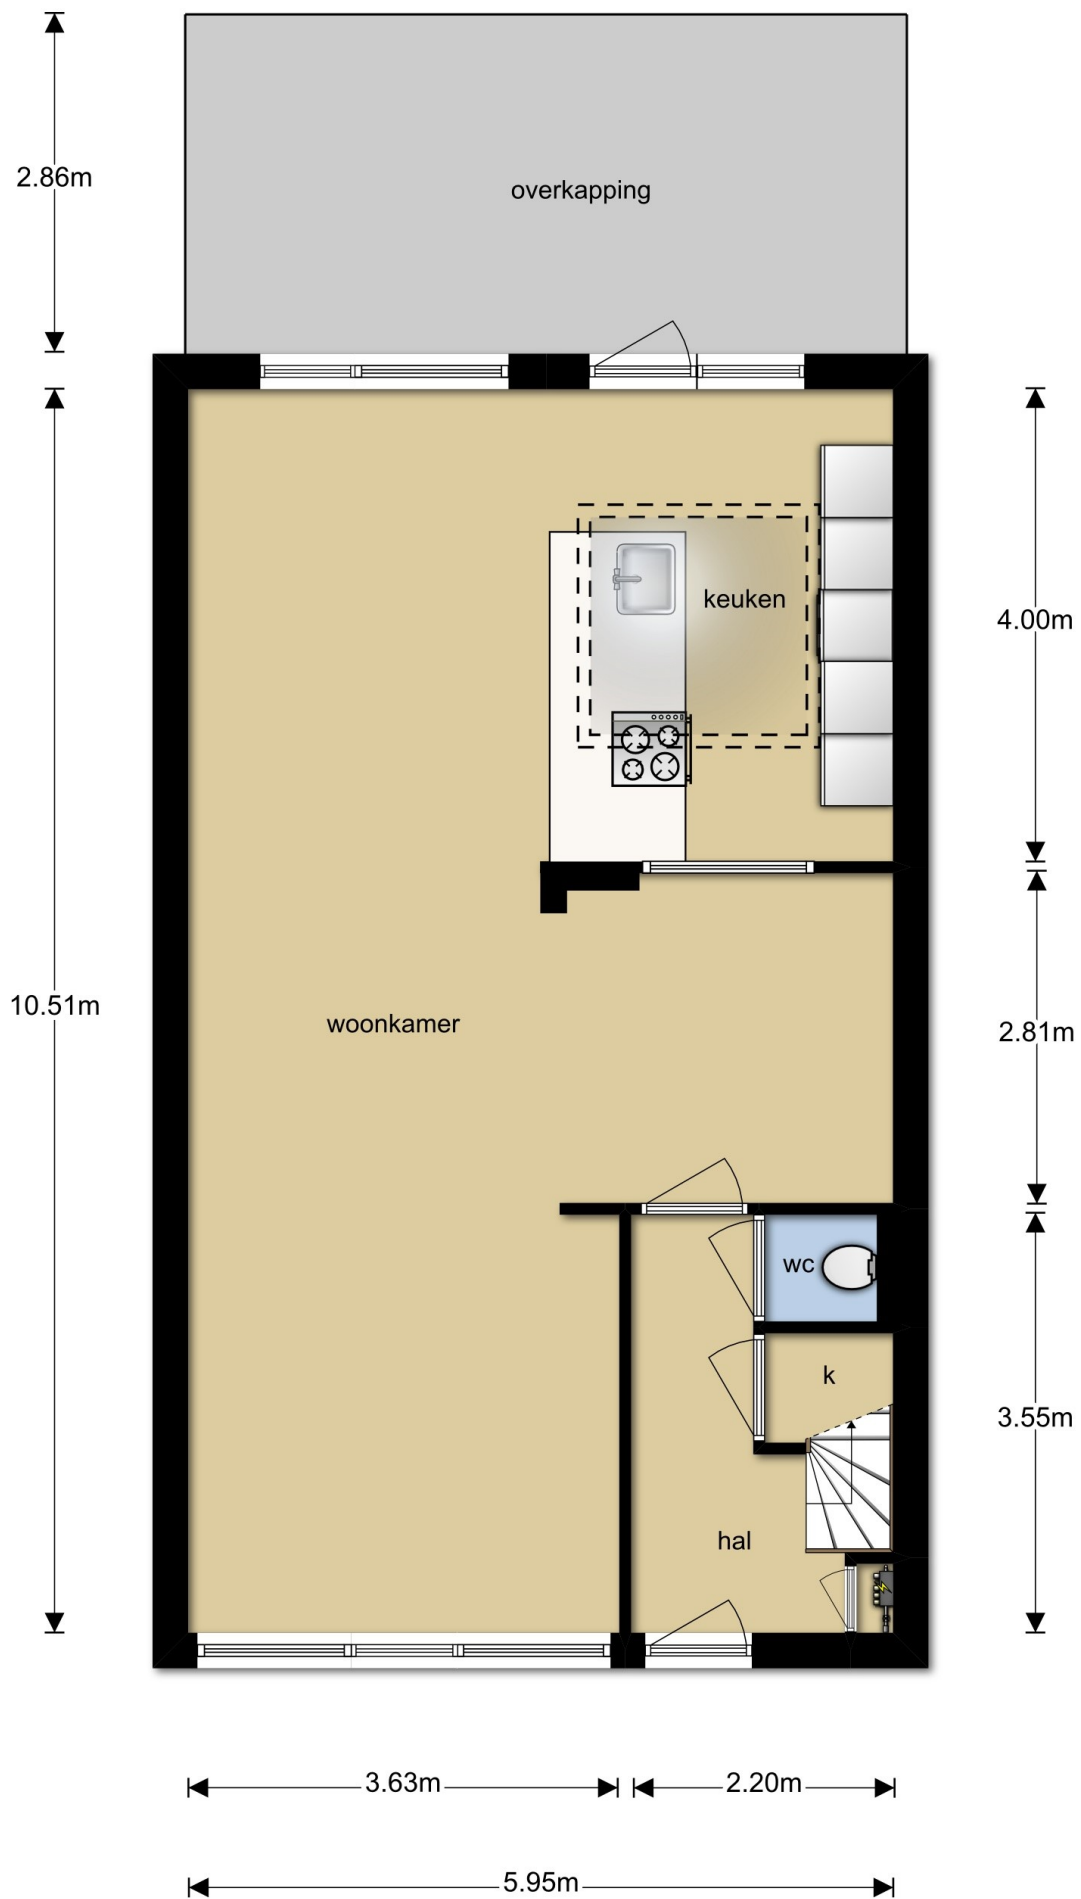 2.86m
overkapping
keuken
4.00m
10.51m
woonkamer
2.81m
wc
k
3.55m
hal
3.63m
2.20m
5.95m